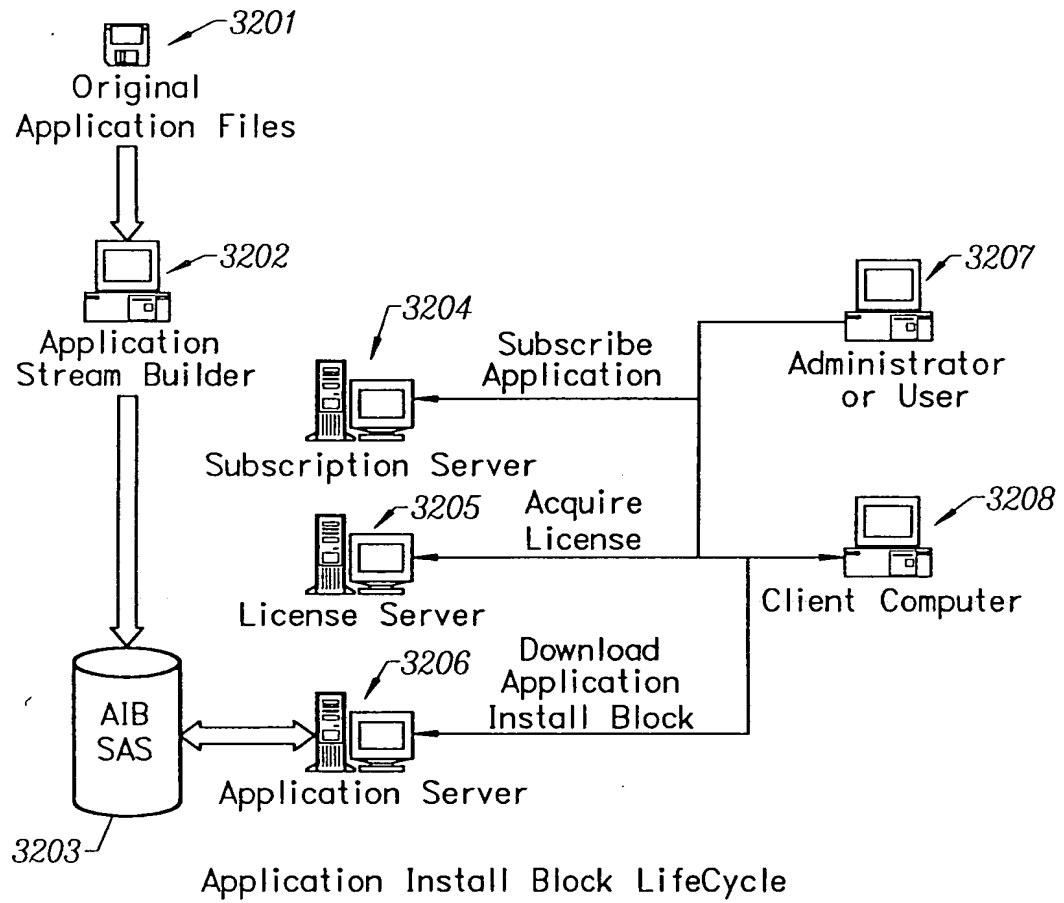 3201
Original
Application Files
3202
Application
Stream Builder
3204
Subscription Server
Subscribe
Application
3207
Administrator
or User
3205
License Server
Acquire
License
3208
Client Computer
AIB
SAS
3203
3206
Application Server
Download
Application
Install Block
Application Install Block LifeCycle